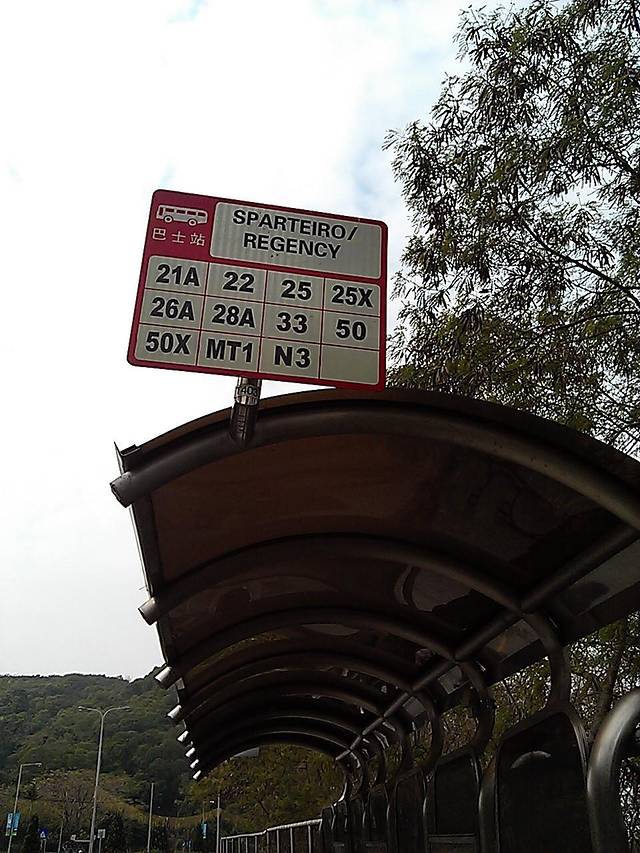 巴士站
SPARTEIRO/
REGENCY
21A 22 25 25X
26A 28A 33 50
50X MT1 N3